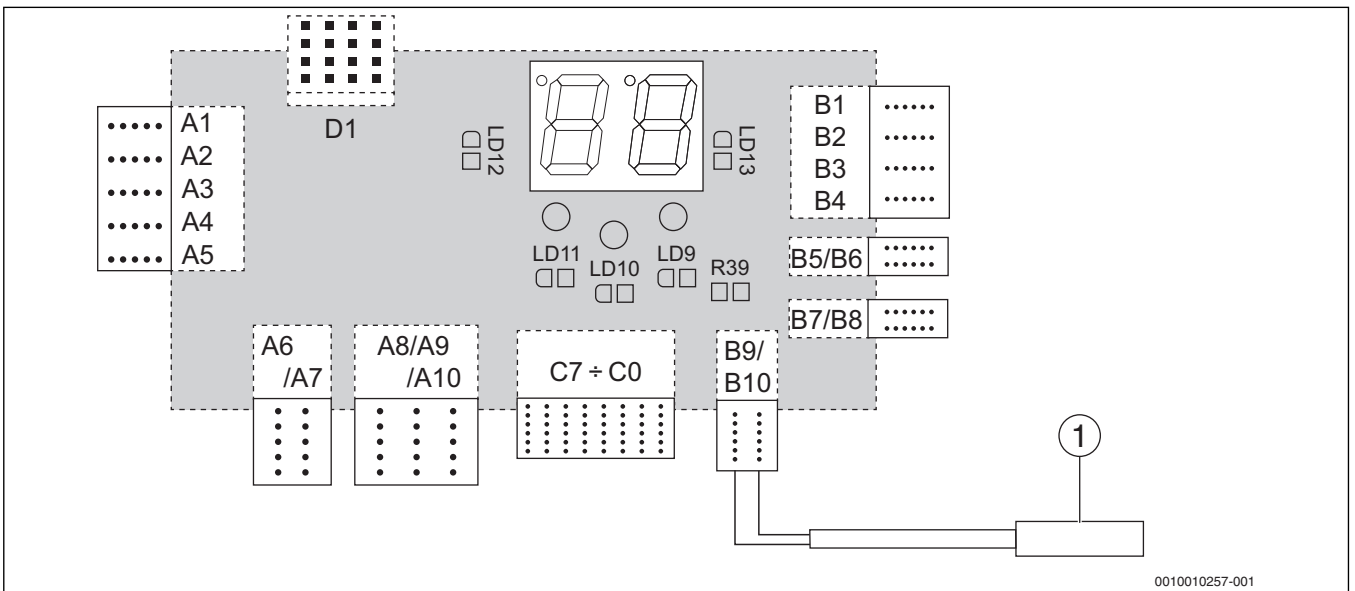 D1
A1
A2
A3
A4
A5
LD12
LD13
B1
B2
B3
B4
B5/B6
B7/B8
LD11
LD10
LD9
R39
A6
/A7
A8/A9
/A10
C7 ÷ C0
B9/
B10
1
0010010257-001